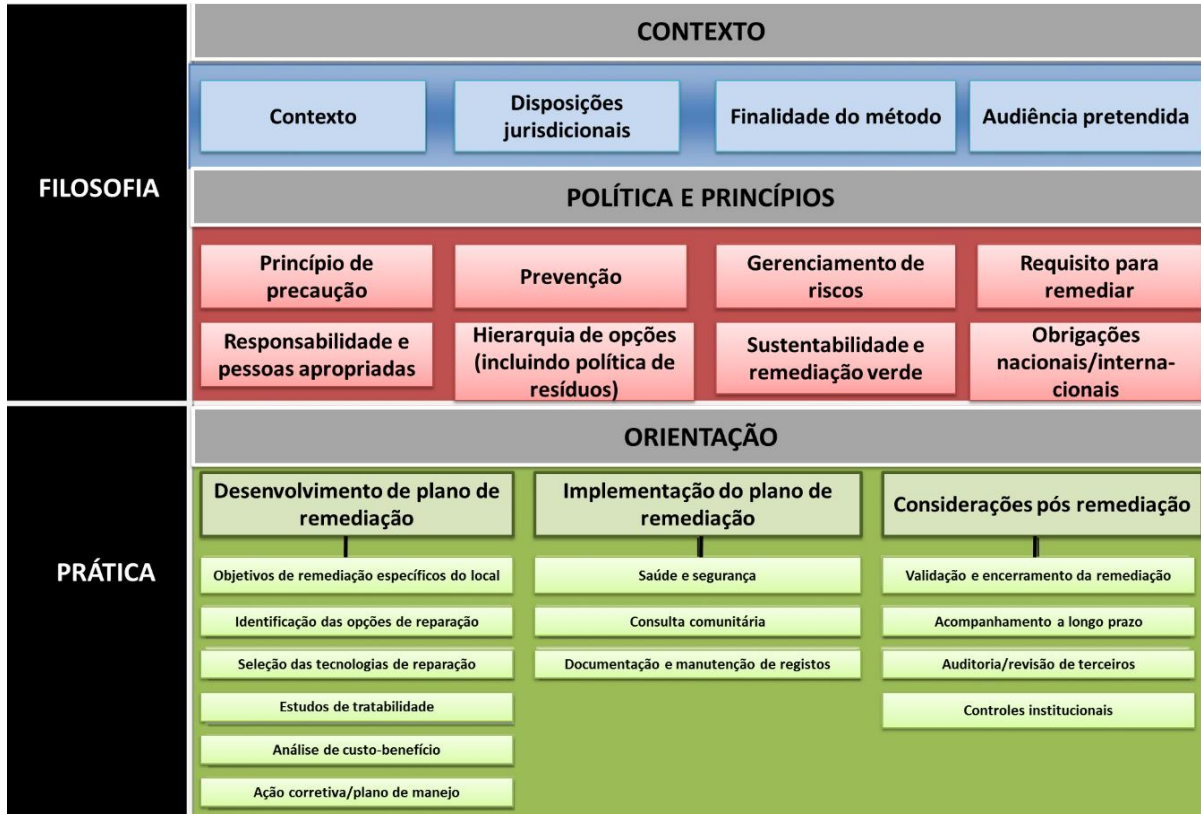 CONTEXTO
Contexto
Disposições
jurisdicionais
Finalidade do método
Audiência pretendida
FILOSOFIA
POLÍTICA E PRINCÍPIOS
Princípio de
precaução
Prevenção
Gerenciamento de
riscos
Requisito para
remediar
Responsabilidade e
pessoas apropriadas
Hierarquia de opções
(incluindo política de
resíduos)
Sustentabilidade e
remediação verde
Obrigações
nacionais/interna-
cionais
PRÁTICA
ORIENTAÇÃO
Desenvolvimento de plano de
remediação
Objetivos de remediação específicos do local
Identificação das opções de reparação
Seleção das tecnologias de reparação
Estudos de tratabilidade
Análise de custo-benefício
Ação corretiva/plano de manejo
Implementação do plano de
remediação
Saúde e segurança
Consulta comunitária
Documentação e manutenção de registos
Considerações pós remediação
Validação e encerramento da remediação
Acompanhamento a longo prazo
Auditoria/revisão de terceiros
Controles institucionais